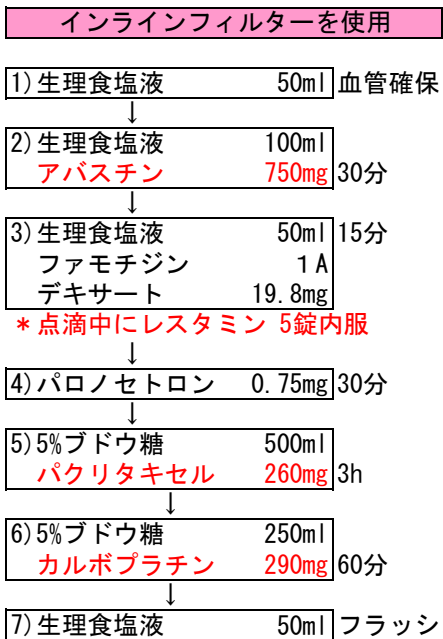 インラインフィルターを使用
1)生理食塩液 50ml 血管確保
↓
2)生理食塩液 100ml
アバスチン 750mg 30分
↓
3)生理食塩液 50ml 15分
ファモチジン 1A
デキサート 19.8mg
*点滴中にレスタミン 5錠内服
↓
4)パロノセトロン 0.75mg 30分
↓
5)5%ブドウ糖 500ml
パクリタキセル 260mg 3h
↓
6)5%ブドウ糖 250ml
カルボプラチン 290mg 60分
↓
7)生理食塩液 50ml フラッシ